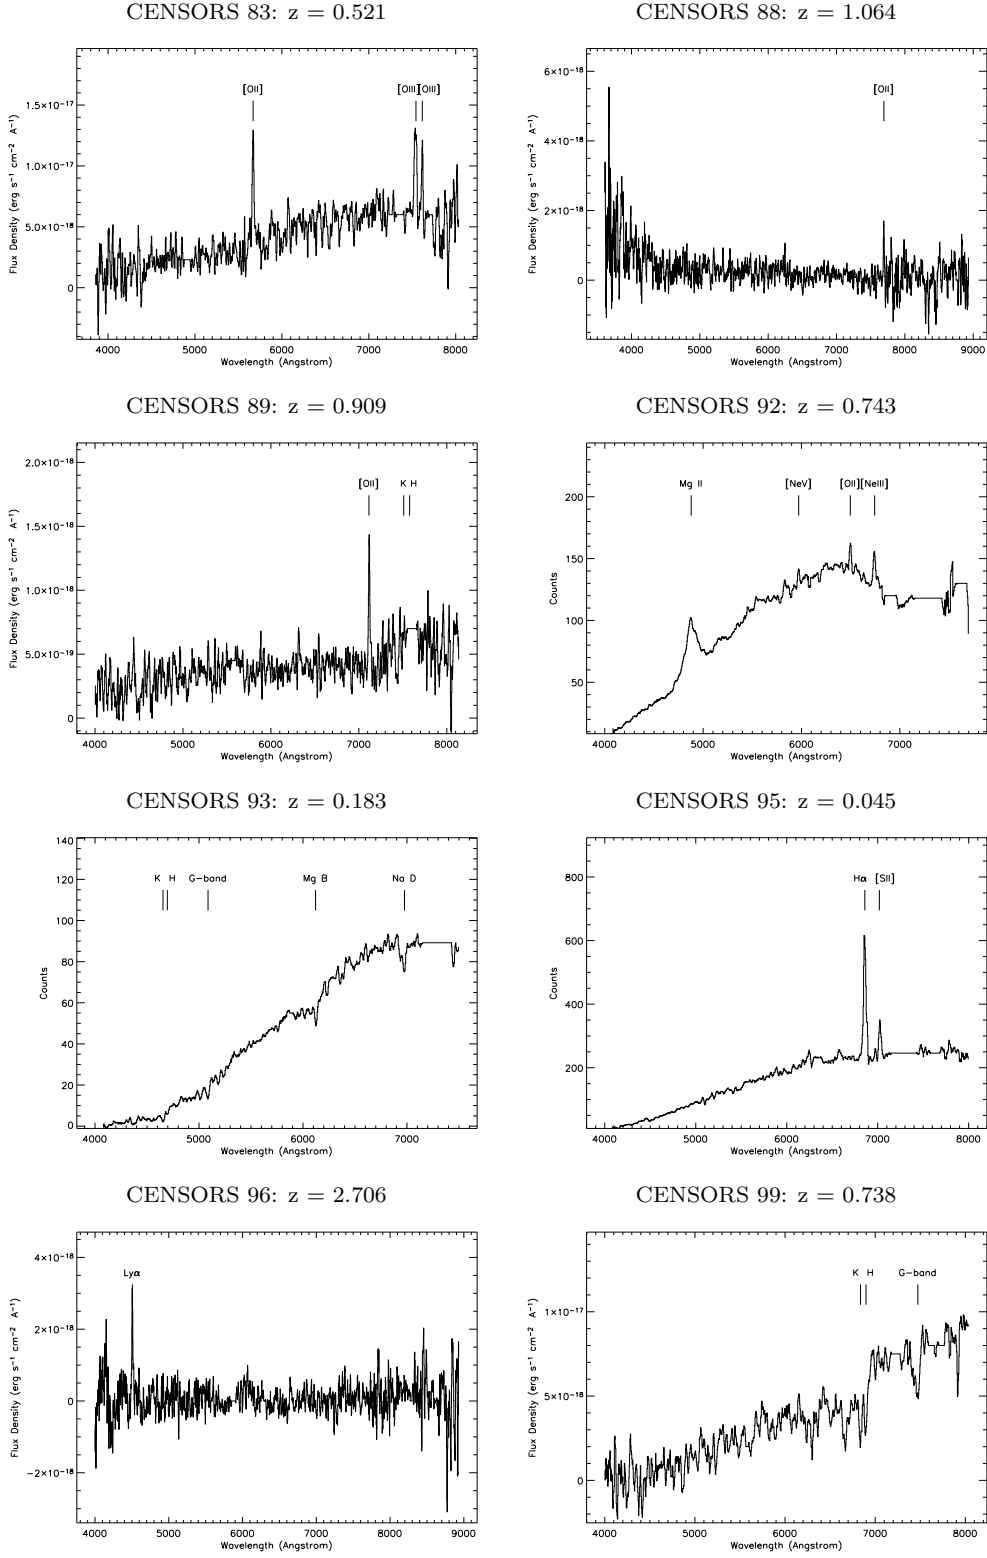 CENSORS 83: z = 0.521
CENSORS 88: z = 1.064
[OII]
[OIII][OIII]
1.5×10⁻¹⁷
1.0×10⁻¹⁷
5.0×10⁻¹⁸
0
Flux Density (erg s⁻¹ cm⁻² A⁻¹)
4000 5000 6000 7000 8000
Wavelength (Angstrom)
[OII]
6×10⁻¹⁸
4×10⁻¹⁸
2×10⁻¹⁸
0
Flux Density (erg s⁻¹ cm⁻² A⁻¹)
4000 5000 6000 7000 8000 9000
Wavelength (Angstrom)
CENSORS 89: z = 0.909
CENSORS 92: z = 0.743
[OII] K H
2.0×10⁻¹⁸
1.5×10⁻¹⁸
1.0×10⁻¹⁸
5.0×10⁻¹⁹
0
Flux Density (erg s⁻¹ cm⁻² A⁻¹)
4000 5000 6000 7000 8000
Wavelength (Angstrom)
Mg II [NeV] [OII][NeIII]
200
150
100
50
Counts
4000 5000 6000 7000
Wavelength (Angstrom)
CENSORS 93: z = 0.183
CENSORS 95: z = 0.045
K H G-band Mg B Na D
140
120
100
80
60
40
20
0
Counts
4000 5000 6000 7000
Wavelength (Angstrom)
Hα [SII]
800
600
400
200
Counts
4000 5000 6000 7000 8000
Wavelength (Angstrom)
CENSORS 96: z = 2.706
CENSORS 99: z = 0.738
Lyα
4×10⁻¹⁸
2×10⁻¹⁸
0
−2×10⁻¹⁸
Flux Density (erg s⁻¹ cm⁻² A⁻¹)
4000 5000 6000 7000 8000 9000
Wavelength (Angstrom)
K H G-band
1×10⁻¹⁷
5×10⁻¹⁸
0
Flux Density (erg s⁻¹ cm⁻² A⁻¹)
4000 5000 6000 7000 8000
Wavelength (Angstrom)